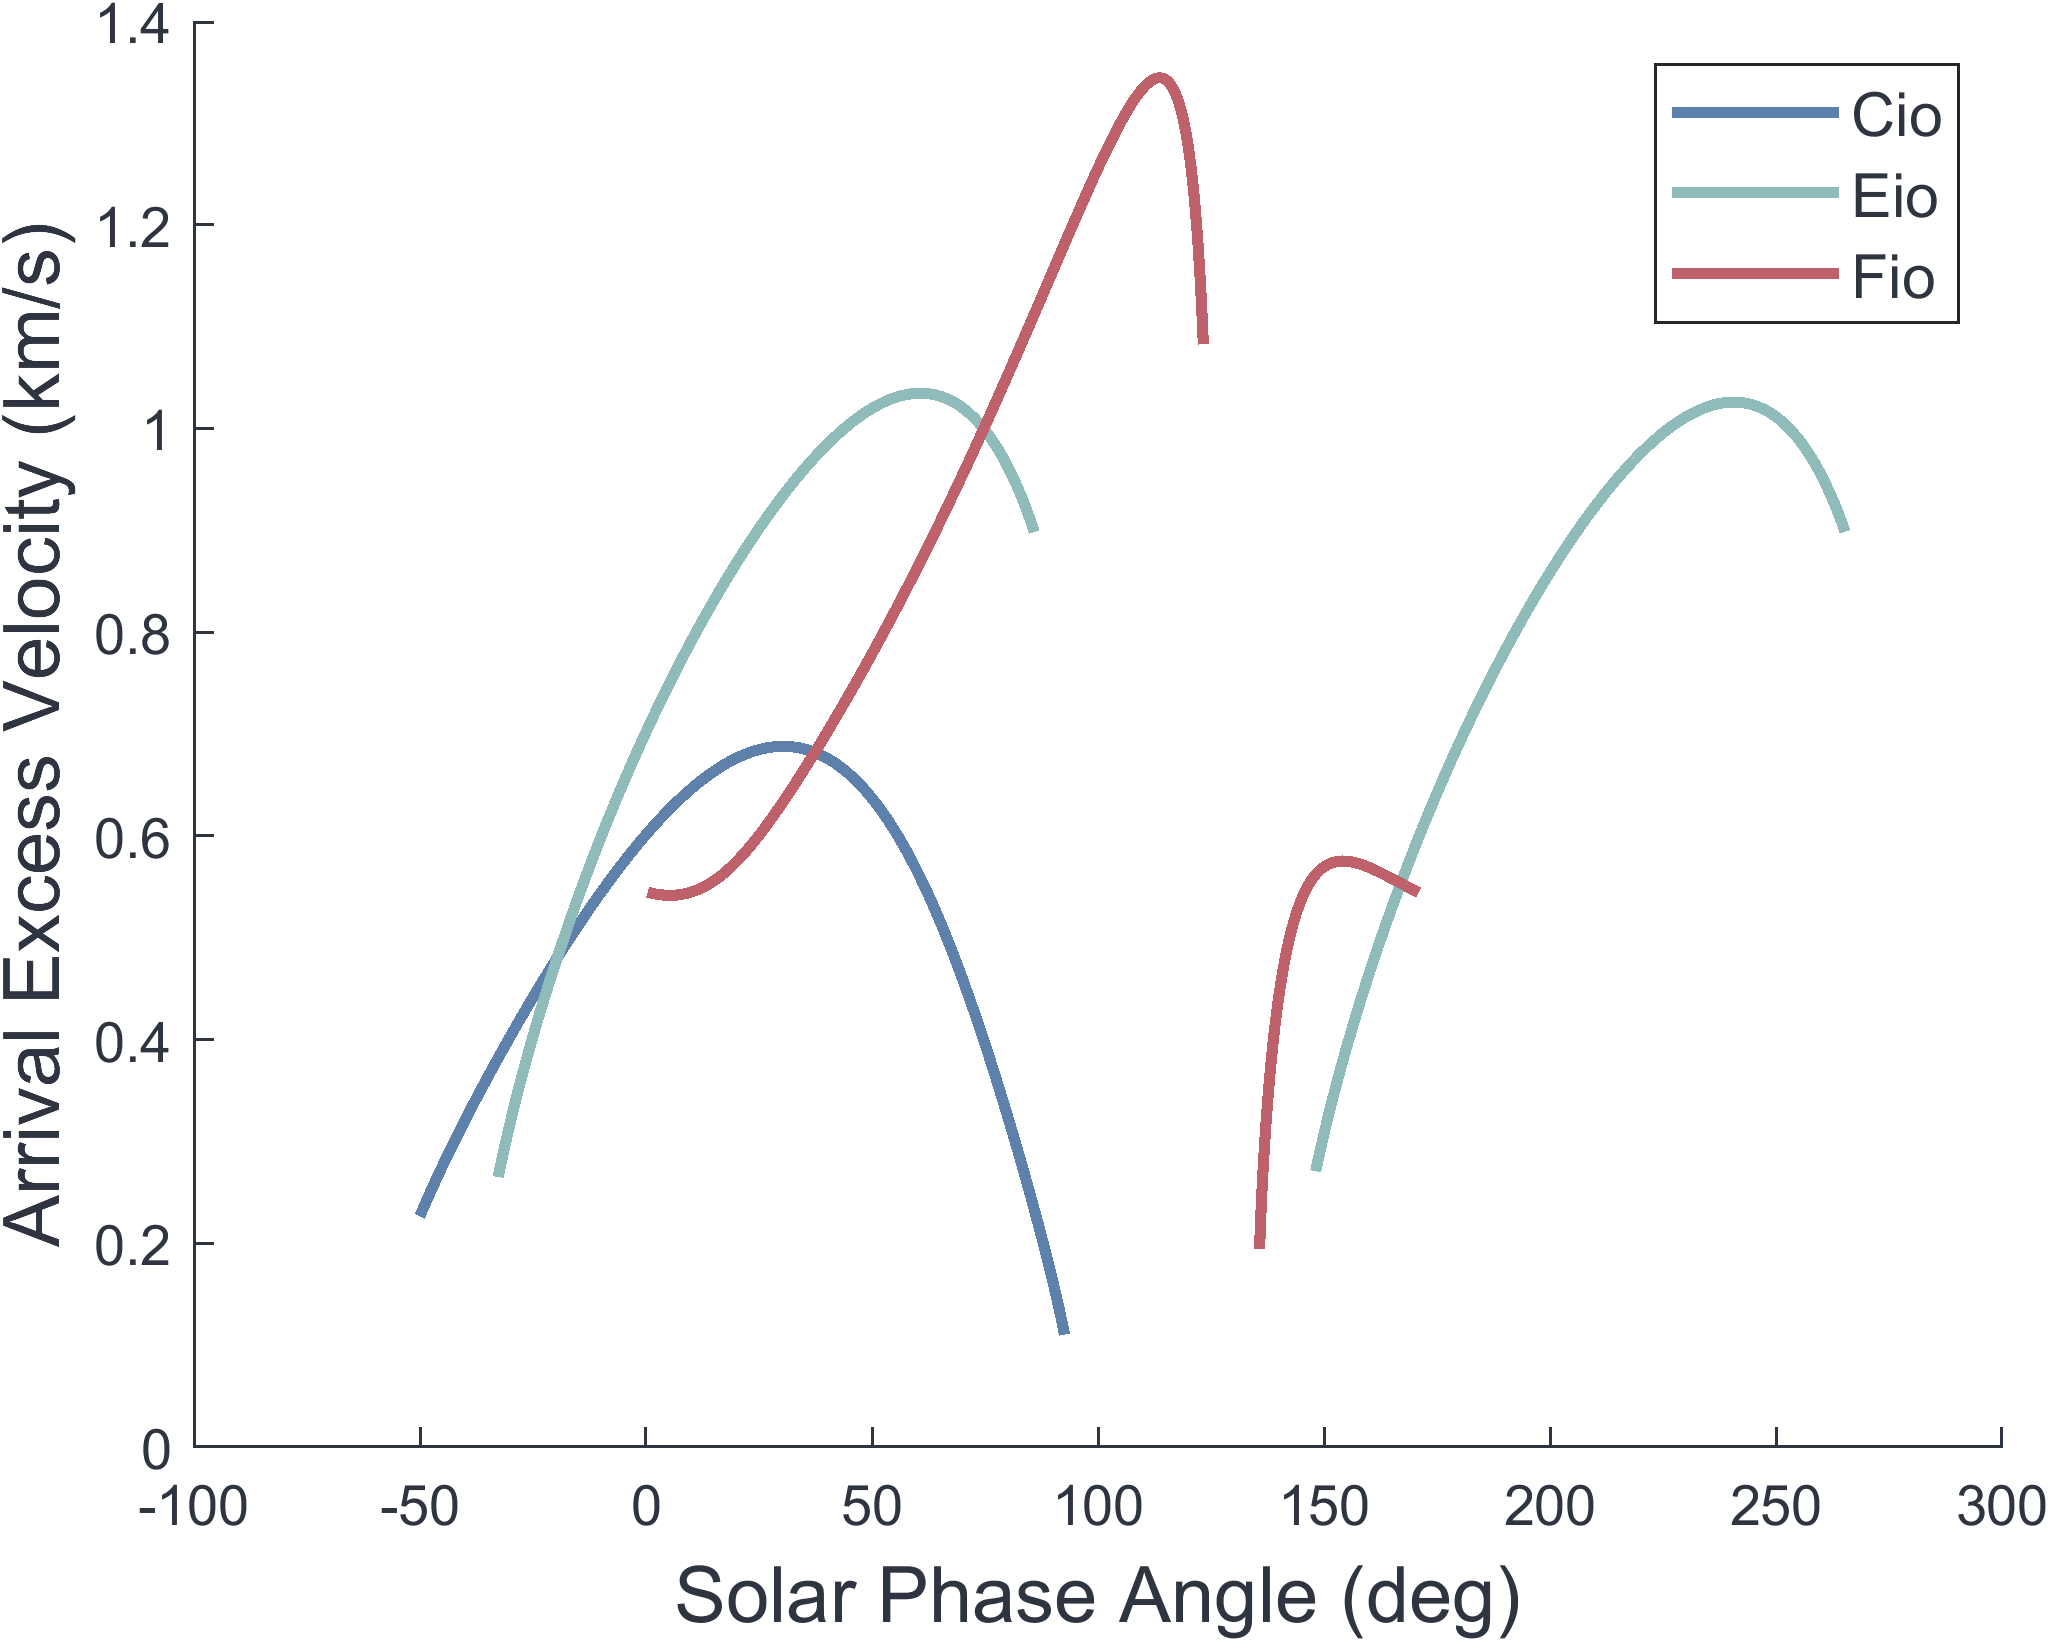 Arrival Excess Velocity (km/s)
1.4
1.2
1
0.8
0.6
0.4
0.2
0
-100 -50 0 50 100 150 200 250 300
Solar Phase Angle (deg)
Cio
Eio
Fio